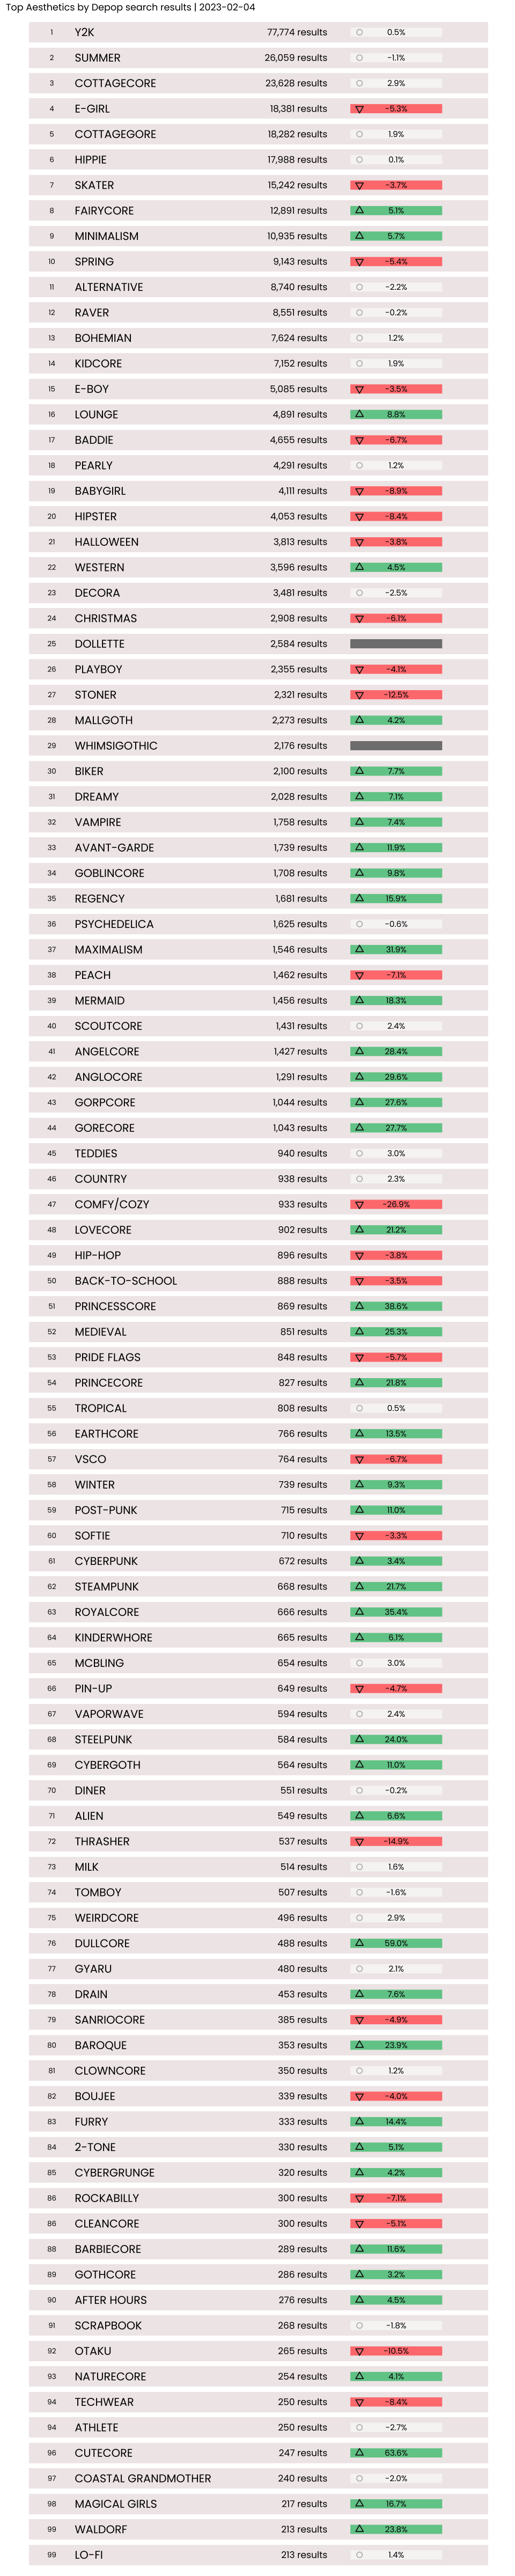 Top Aesthetics by Depop search results | 2023-02-04
1 Y2K 77,774 results 0.5%
2 SUMMER 26,059 results -1.1%
3 COTTAGECORE 23,628 results 2.9%
4 E-GIRL 18,381 results -5.3%
5 COTTAGEGORE 18,282 results 1.9%
6 HIPPIE 17,988 results 0.1%
7 SKATER 15,242 results -3.7%
8 FAIRYCORE 12,891 results 5.1%
9 MINIMALISM 10,935 results 5.7%
10 SPRING 9,143 results -5.4%
11 ALTERNATIVE 8,740 results -2.2%
12 RAVER 8,551 results -0.2%
13 BOHEMIAN 7,624 results 1.2%
14 KIDCORE 7,152 results 1.9%
15 E-BOY 5,085 results -3.5%
16 LOUNGE 4,891 results 8.8%
17 BADDIE 4,655 results -6.7%
18 PEARLY 4,291 results 1.2%
19 BABYGIRL 4,111 results -8.9%
20 HIPSTER 4,053 results -8.4%
21 HALLOWEEN 3,813 results -3.8%
22 WESTERN 3,596 results 4.5%
23 DECORA 3,481 results -2.5%
24 CHRISTMAS 2,908 results -6.1%
25 DOLLETTE 2,584 results
26 PLAYBOY 2,355 results -4.1%
27 STONER 2,321 results -12.5%
28 MALLGOTH 2,273 results 4.2%
29 WHIMSIGOTHIC 2,176 results
30 BIKER 2,100 results 7.7%
31 DREAMY 2,028 results 7.1%
32 VAMPIRE 1,758 results 7.4%
33 AVANT-GARDE 1,739 results 11.9%
34 GOBLINCORE 1,708 results 9.8%
35 REGENCY 1,681 results 15.9%
36 PSYCHEDELICA 1,625 results -0.6%
37 MAXIMALISM 1,546 results 31.9%
38 PEACH 1,462 results -7.1%
39 MERMAID 1,456 results 18.3%
40 SCOUTCORE 1,431 results 2.4%
41 ANGELCORE 1,427 results 28.4%
42 ANGLOCORE 1,291 results 29.6%
43 GORPCORE 1,044 results 27.6%
44 GORECORE 1,043 results 27.7%
45 TEDDIES 940 results 3.0%
46 COUNTRY 938 results 2.3%
47 COMFY/COZY 933 results -26.9%
48 LOVECORE 902 results 21.2%
49 HIP-HOP 896 results -3.8%
50 BACK-TO-SCHOOL 888 results -3.5%
51 PRINCESSCORE 869 results 38.6%
52 MEDIEVAL 851 results 25.3%
53 PRIDE FLAGS 848 results -5.7%
54 PRINCECORE 827 results 21.8%
55 TROPICAL 808 results 0.5%
56 EARTHCORE 766 results 13.5%
57 VSCO 764 results -6.7%
58 WINTER 739 results 9.3%
59 POST-PUNK 715 results 11.0%
60 SOFTIE 710 results -3.3%
61 CYBERPUNK 672 results 3.4%
62 STEAMPUNK 668 results 21.7%
63 ROYALCORE 666 results 35.4%
64 KINDERWHORE 665 results 6.1%
65 MCBLING 654 results 3.0%
66 PIN-UP 649 results -4.7%
67 VAPORWAVE 594 results 2.4%
68 STEELPUNK 584 results 24.0%
69 CYBERGOTH 564 results 11.0%
70 DINER 551 results -0.2%
71 ALIEN 549 results 6.6%
72 THRASHER 537 results -14.9%
73 MILK 514 results 1.6%
74 TOMBOY 507 results -1.6%
75 WEIRDCORE 496 results 2.9%
76 DULLCORE 488 results 59.0%
77 GYARU 480 results 2.1%
78 DRAIN 453 results 7.6%
79 SANRIOCORE 385 results -4.9%
80 BAROQUE 353 results 23.9%
81 CLOWNCORE 350 results 1.2%
82 BOUJEE 339 results -4.0%
83 FURRY 333 results 14.4%
84 2-TONE 330 results 5.1%
85 CYBERGRUNGE 320 results 4.2%
86 ROCKABILLY 300 results -7.1%
86 CLEANCORE 300 results -5.1%
88 BARBIECORE 289 results 11.6%
89 GOTHCORE 286 results 3.2%
90 AFTER HOURS 276 results 4.5%
91 SCRAPBOOK 268 results -1.8%
92 OTAKU 265 results -10.5%
93 NATURECORE 254 results 4.1%
94 TECHWEAR 250 results -8.4%
94 ATHLETE 250 results -2.7%
96 CUTECORE 247 results 63.6%
97 COASTAL GRANDMOTHER 240 results -2.0%
98 MAGICAL GIRLS 217 results 16.7%
99 WALDORF 213 results 23.8%
99 LO-FI 213 results 1.4%